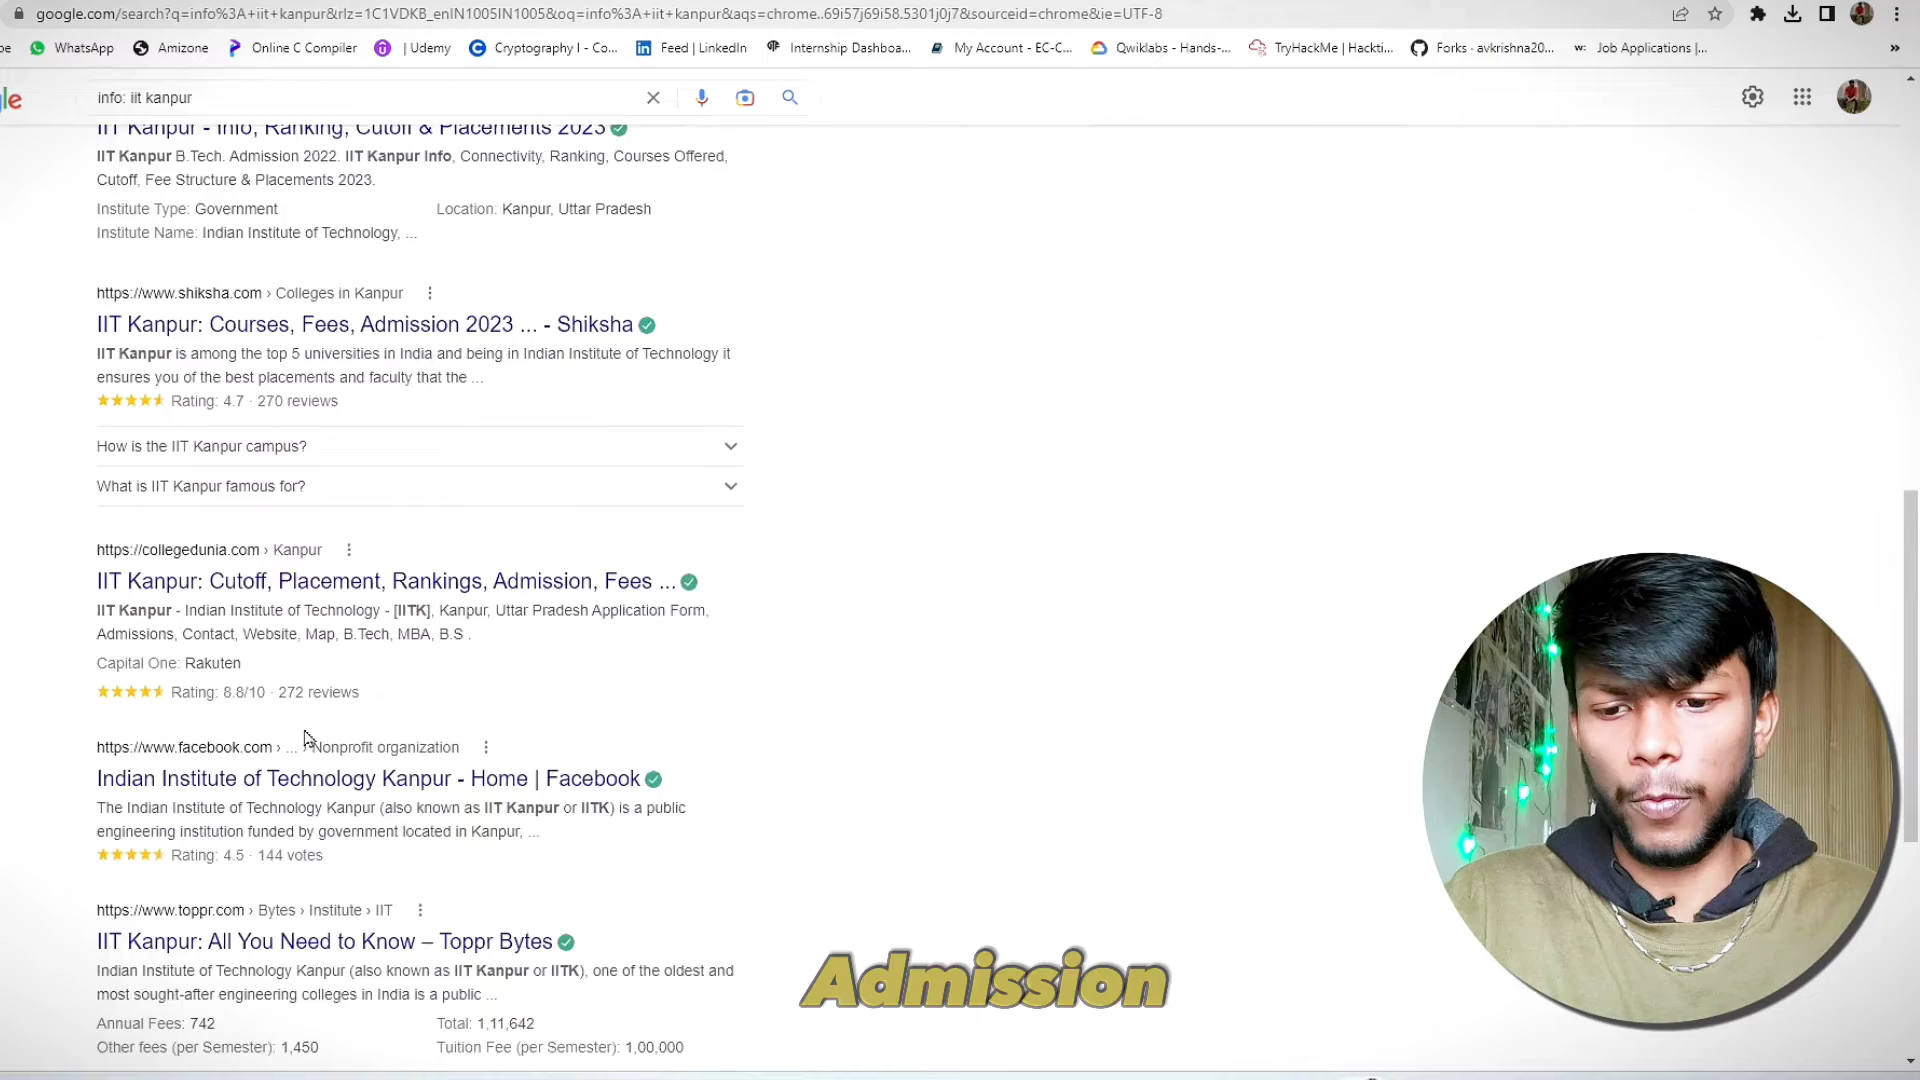 google.com/search?q=info%3A+iit+kanpur&rlz=1C1VDKB_enIN1005IN1005&oq=info%3A+iit+kanpur&aqs=chrome..69i57j69i58.5301j0j7&sourceid=chrome&ie=UTF-8
WhatsApp Amizone Online C Compiler | Udemy Cryptography I - Co... Feed | LinkedIn Internship Dashboa... My Account - EC-C... Qwiklabs - Hands-... TryHackMe | Hackti... Forks · avkrishna20... Job Applications |... »
info: iit kanpur
IIT Kanpur - Info, Ranking, Cutoff & Placements 2023
IIT Kanpur B.Tech. Admission 2022. IIT Kanpur Info, Connectivity, Ranking, Courses Offered,
Cutoff, Fee Structure & Placements 2023.
Institute Type: Government Location: Kanpur, Uttar Pradesh
Institute Name: Indian Institute of Technology, ...
https://www.shiksha.com › Colleges in Kanpur
IIT Kanpur: Courses, Fees, Admission 2023 ... - Shiksha
IIT Kanpur is among the top 5 universities in India and being in Indian Institute of Technology it
ensures you of the best placements and faculty that the ...
Rating: 4.7 · 270 reviews
How is the IIT Kanpur campus?
What is IIT Kanpur famous for?
https://collegedunia.com › Kanpur
IIT Kanpur: Cutoff, Placement, Rankings, Admission, Fees ...
IIT Kanpur - Indian Institute of Technology - [IITK], Kanpur, Uttar Pradesh Application Form,
Admissions, Contact, Website, Map, B.Tech, MBA, B.S .
Capital One: Rakuten
Rating: 8.8/10 · 272 reviews
https://www.facebook.com › ... › Nonprofit organization
Indian Institute of Technology Kanpur - Home | Facebook
The Indian Institute of Technology Kanpur (also known as IIT Kanpur or IITK) is a public
engineering institution funded by government located in Kanpur, ...
Rating: 4.5 · 144 votes
https://www.toppr.com › Bytes › Institute › IIT
IIT Kanpur: All You Need to Know – Toppr Bytes
Indian Institute of Technology Kanpur (also known as IIT Kanpur or IITK), one of the oldest and
most sought-after engineering colleges in India is a public ...
Annual Fees: 742 Total: 1,11,642
Other fees (per Semester): 1,450 Tuition Fee (per Semester): 1,00,000
Admission